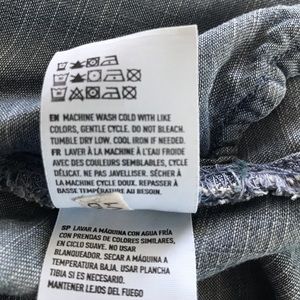 EN MACHINE WASH COLD WITH LIKE
COLORS, GENTLE CYCLE. DO NOT BLEACH.
TUMBLE DRY LOW. COOL IRON IF NEEDED.
FR LAVER À LA MACHINE À L'EAU FROIDE
AVEC DES COULEURS SEMBLABLES, CYCLE
DÉLICAT. NE PAS JAVELLISER. SÉCHER À
LA MACHINE DOUX. REPASSER À
BASSE TEMPÉRATURE AU BESOIN.
SP LAVAR A MÁQUINA CON AGUA FRÍA
CON PRENDAS DE COLORES SIMILARES,
EN CICLO SUAVE. NO USAR
BLANQUEADOR. SECAR A MÁQUINA A
TEMPERATURA BAJA. USAR PLANCHA
TIBIA SI ES NECESARIO.
MANTENER LEJOS DEL FUEGO